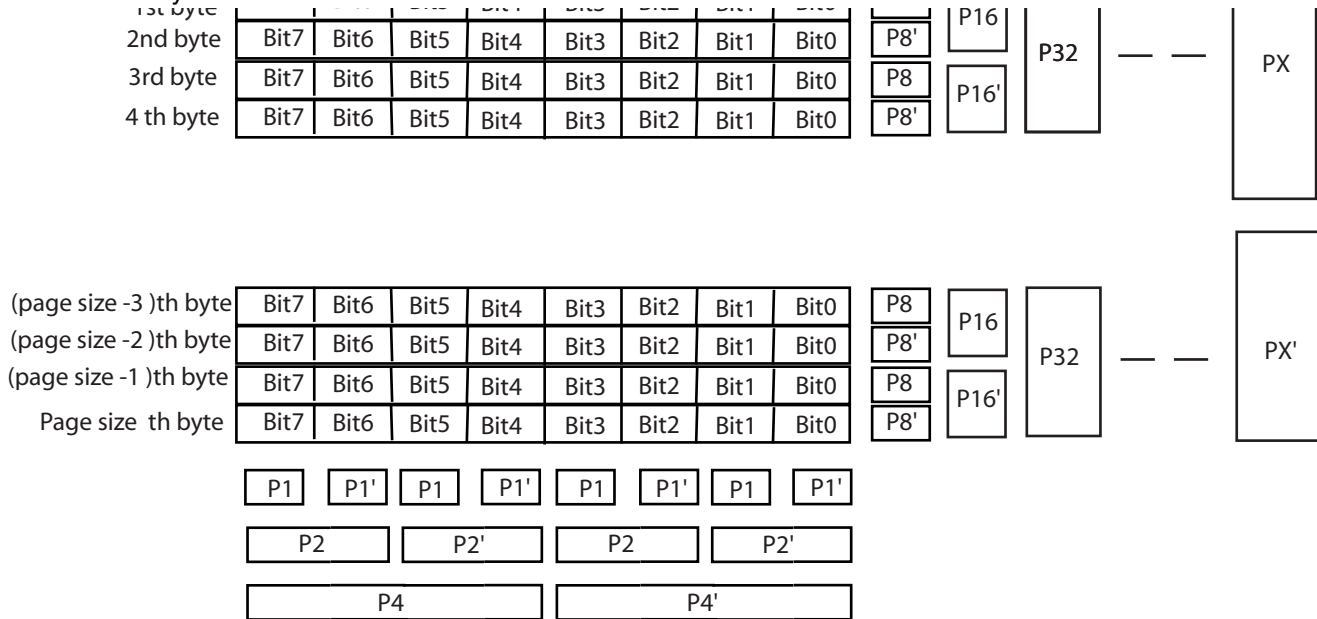 1st byte
2nd byte Bit7 Bit6 Bit5 Bit4 Bit3 Bit2 Bit1 Bit0 P8' P16 P32 PX
3rd byte Bit7 Bit6 Bit5 Bit4 Bit3 Bit2 Bit1 Bit0 P8 P16'
4 th byte Bit7 Bit6 Bit5 Bit4 Bit3 Bit2 Bit1 Bit0 P8'
(page size -3 )th byte Bit7 Bit6 Bit5 Bit4 Bit3 Bit2 Bit1 Bit0 P8 P16
(page size -2 )th byte Bit7 Bit6 Bit5 Bit4 Bit3 Bit2 Bit1 Bit0 P8' P32 PX'
(page size -1 )th byte Bit7 Bit6 Bit5 Bit4 Bit3 Bit2 Bit1 Bit0 P8 P16'
Page size th byte Bit7 Bit6 Bit5 Bit4 Bit3 Bit2 Bit1 Bit0 P8'
P1 P1' P1 P1' P1 P1' P1 P1'
P2 P2' P2 P2'
P4 P4'